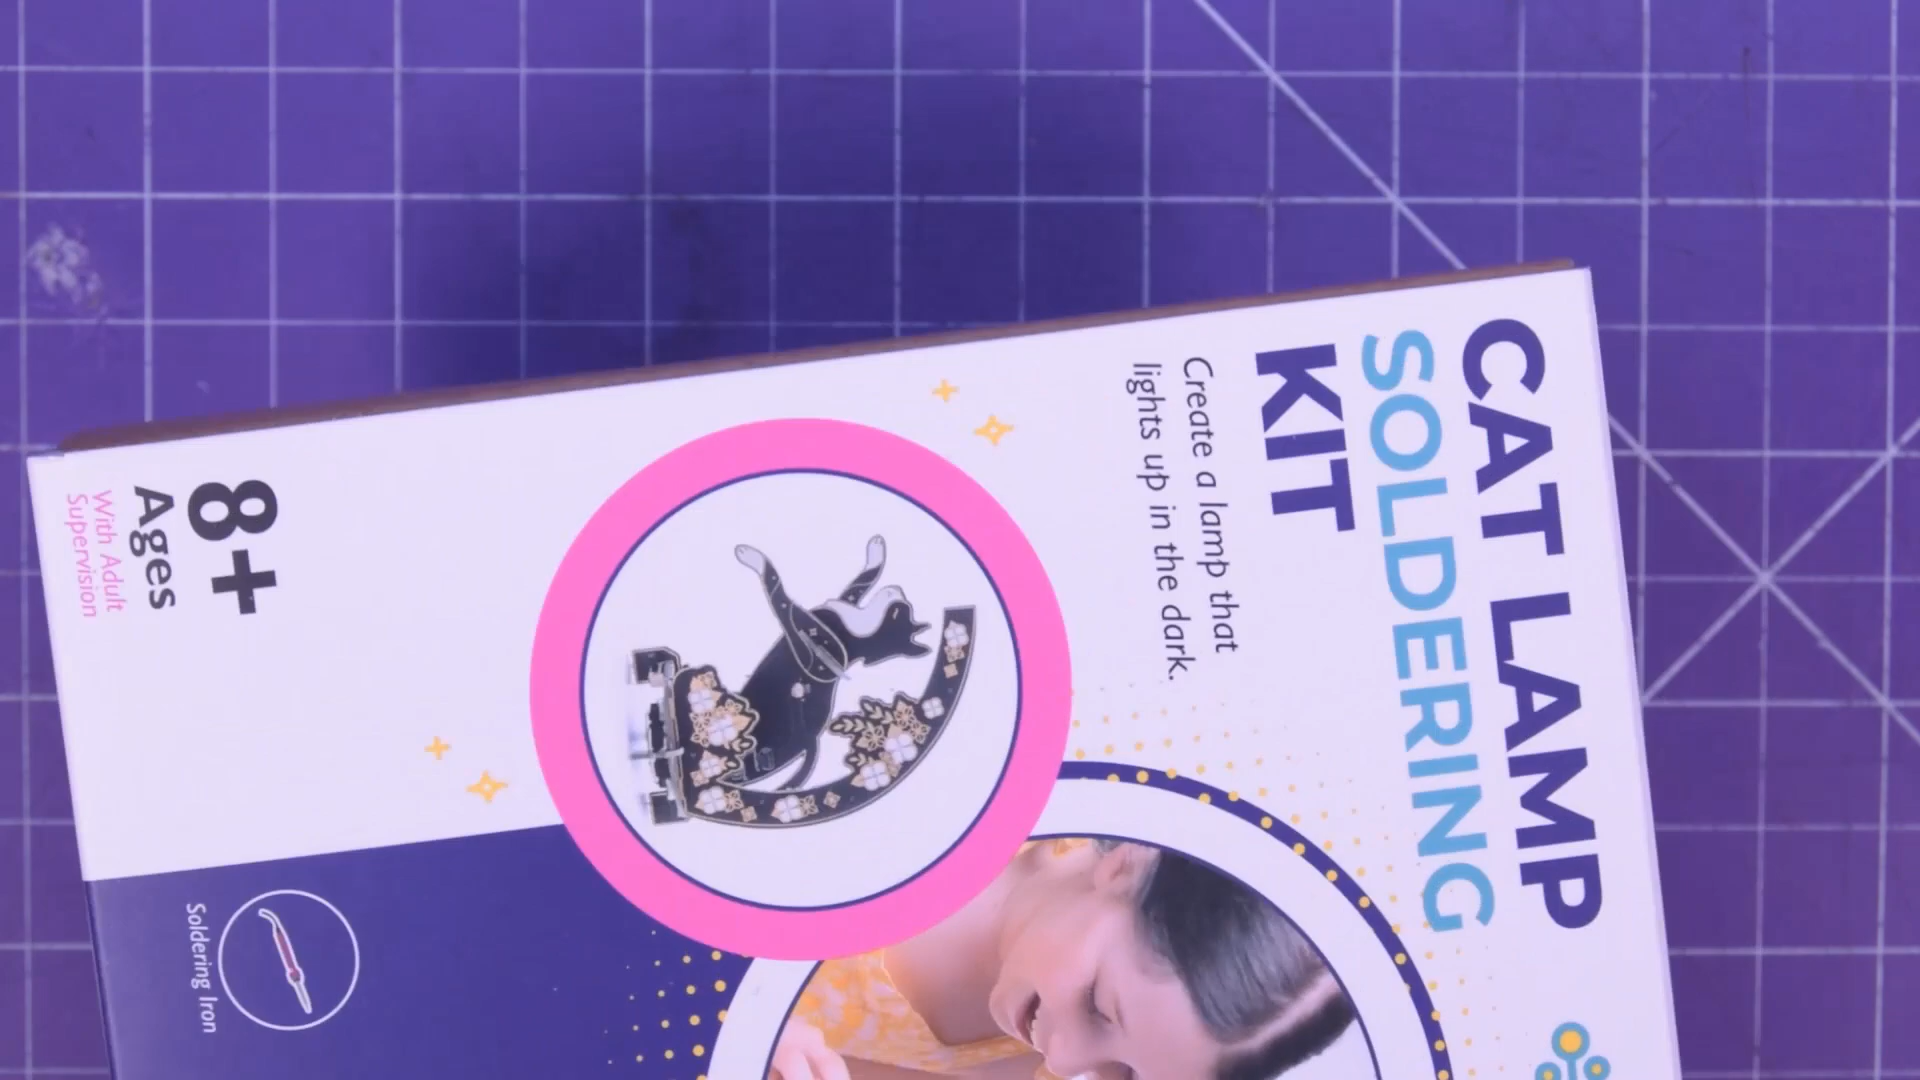 CAT LAMP
SOLDERING
KIT
Create a lamp that
lights up in the dark.
8+
Ages
With Adult
Supervision
Soldering Iron